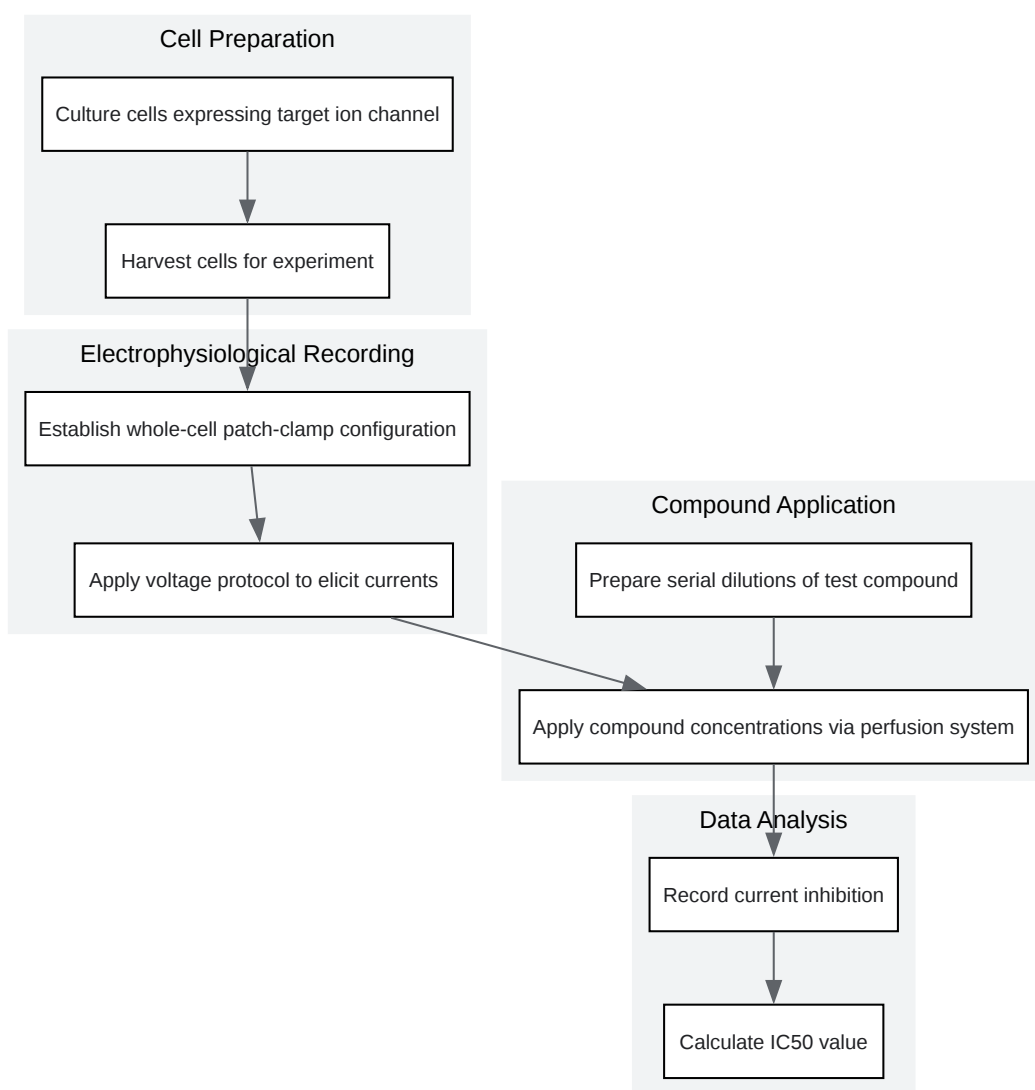 Cell Preparation
Culture cells expressing target ion channel
Harvest cells for experiment
Electrophysiological Recording
Establish whole-cell patch-clamp configuration
Apply voltage protocol to elicit currents
Compound Application
Prepare serial dilutions of test compound
Apply compound concentrations via perfusion system
Data Analysis
Record current inhibition
Calculate IC50 value